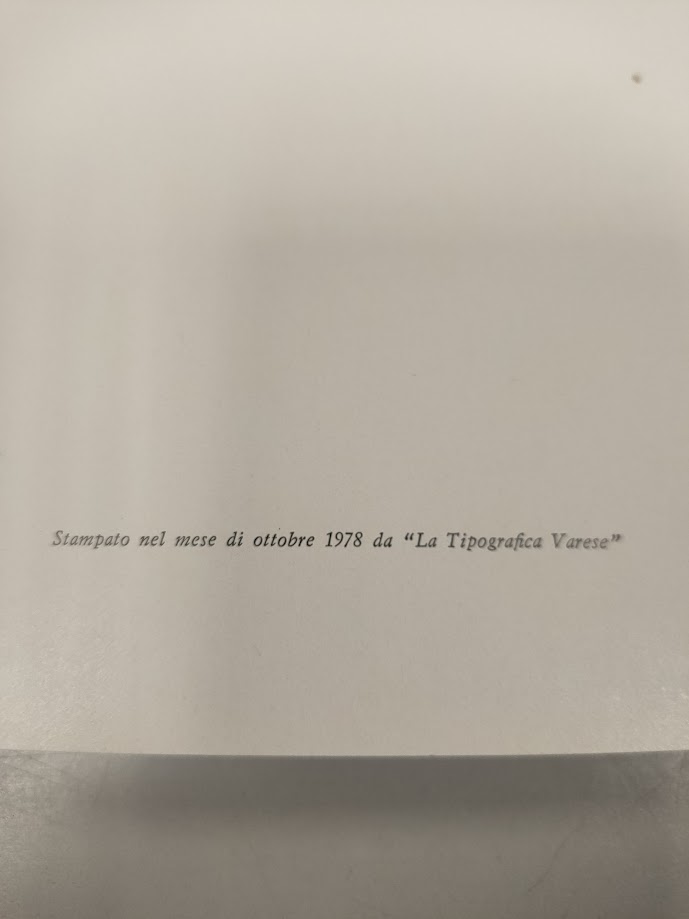 Stampato nel mese di ottobre 1978 da “La Tipografica Varese”